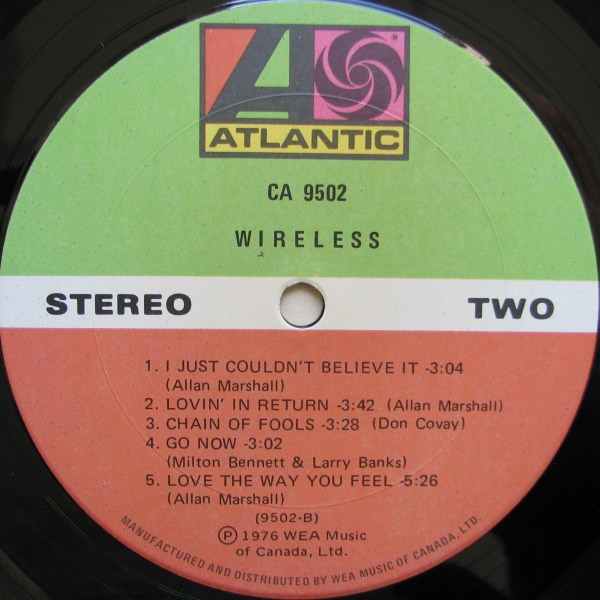 ATLANTIC
CA 9502
WIRELESS
STEREO TWO
1. I JUST COULDN'T BELIEVE IT -3:04
(Allan Marshall)
2. LOVIN' IN RETURN -3:42 (Allan Marshall)
3. CHAIN OF FOOLS -3:28 (Don Covay)
4. GO NOW -3:02
(Milton Bennett & Larry Banks)
5. LOVE THE WAY YOU FEEL -5:26
(Allan Marshall)
(9502-B)
Ⓟ 1976 WEA Music
of Canada, Ltd.
MANUFACTURED AND DISTRIBUTED BY WEA MUSIC OF CANADA, LTD.